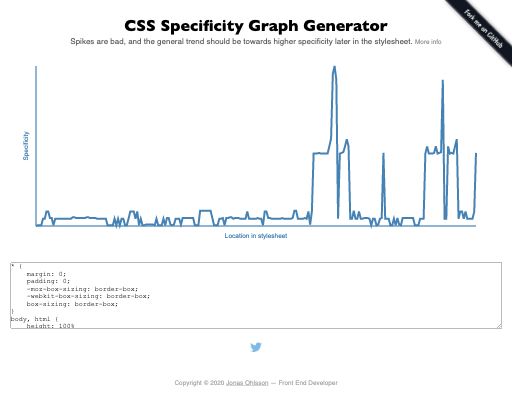 CSS Specificity Graph Generator
Spikes are bad, and the general trend should be towards higher specificity later in the stylesheet. More info
Fork me on GitHub
Specificity
Location in stylesheet
* {
margin: 0;
padding: 0;
-moz-box-sizing: border-box;
-webkit-box-sizing: border-box;
box-sizing: border-box;
}
body, html {
height: 100%
Copyright © 2020 Jonas Ohlsson — Front End Developer